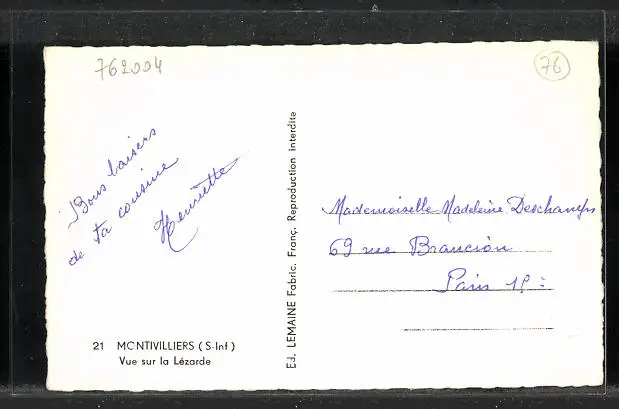 762004
76
Bons baisers
de ta cousine
Henriette
21 MONTIVILLIERS (S-Inf)
Vue sur la Lézarde
Ed. LEMAINE Fabric. Franç. Reproduction interdite
Mademoiselle Madeleine Deschamps
69 rue Brancion
Paris